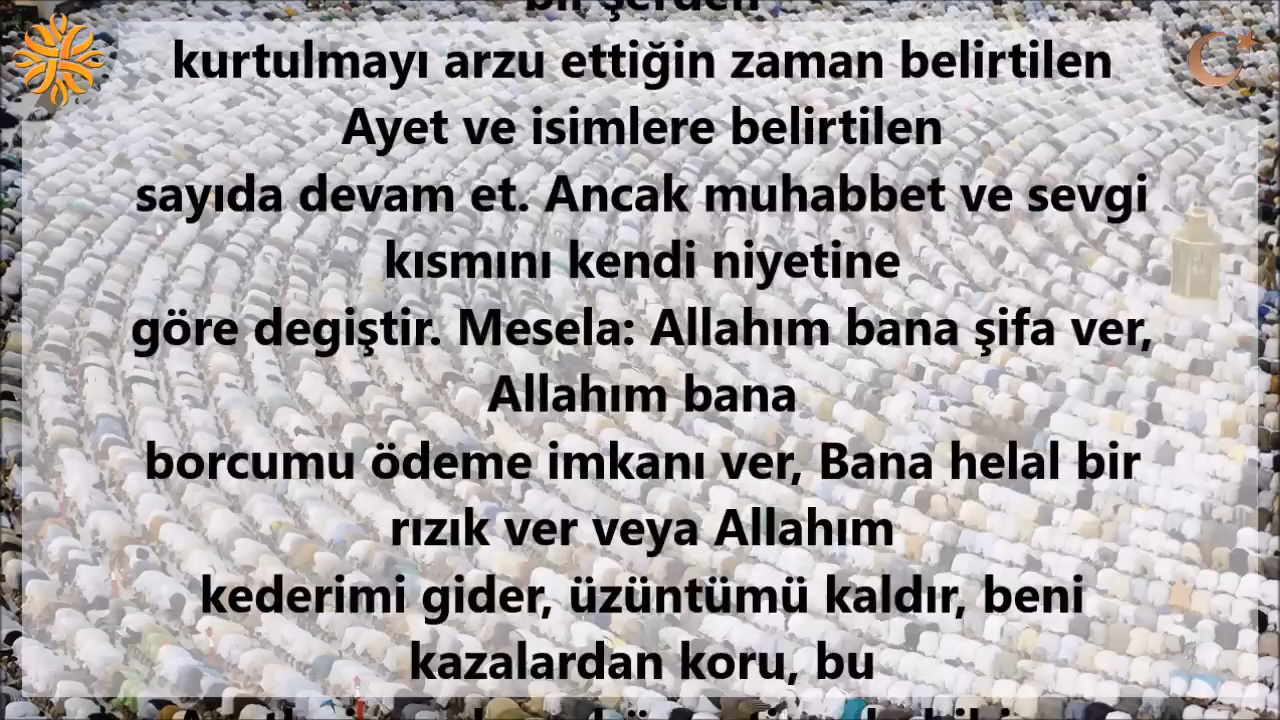 bir şerden
kurtulmayı arzu ettiğin zaman belirtilen
Ayet ve isimlere belirtilen
sayıda devam et. Ancak muhabbet ve sevgi
kısmını kendi niyetine
göre degiştir. Mesela: Allahım bana şifa ver,
Allahım bana
borcumu ödeme imkanı ver, Bana helal bir
rızık ver veya Allahım
kederimi gider, üzüntümü kaldır, beni
kazalardan koru, bu